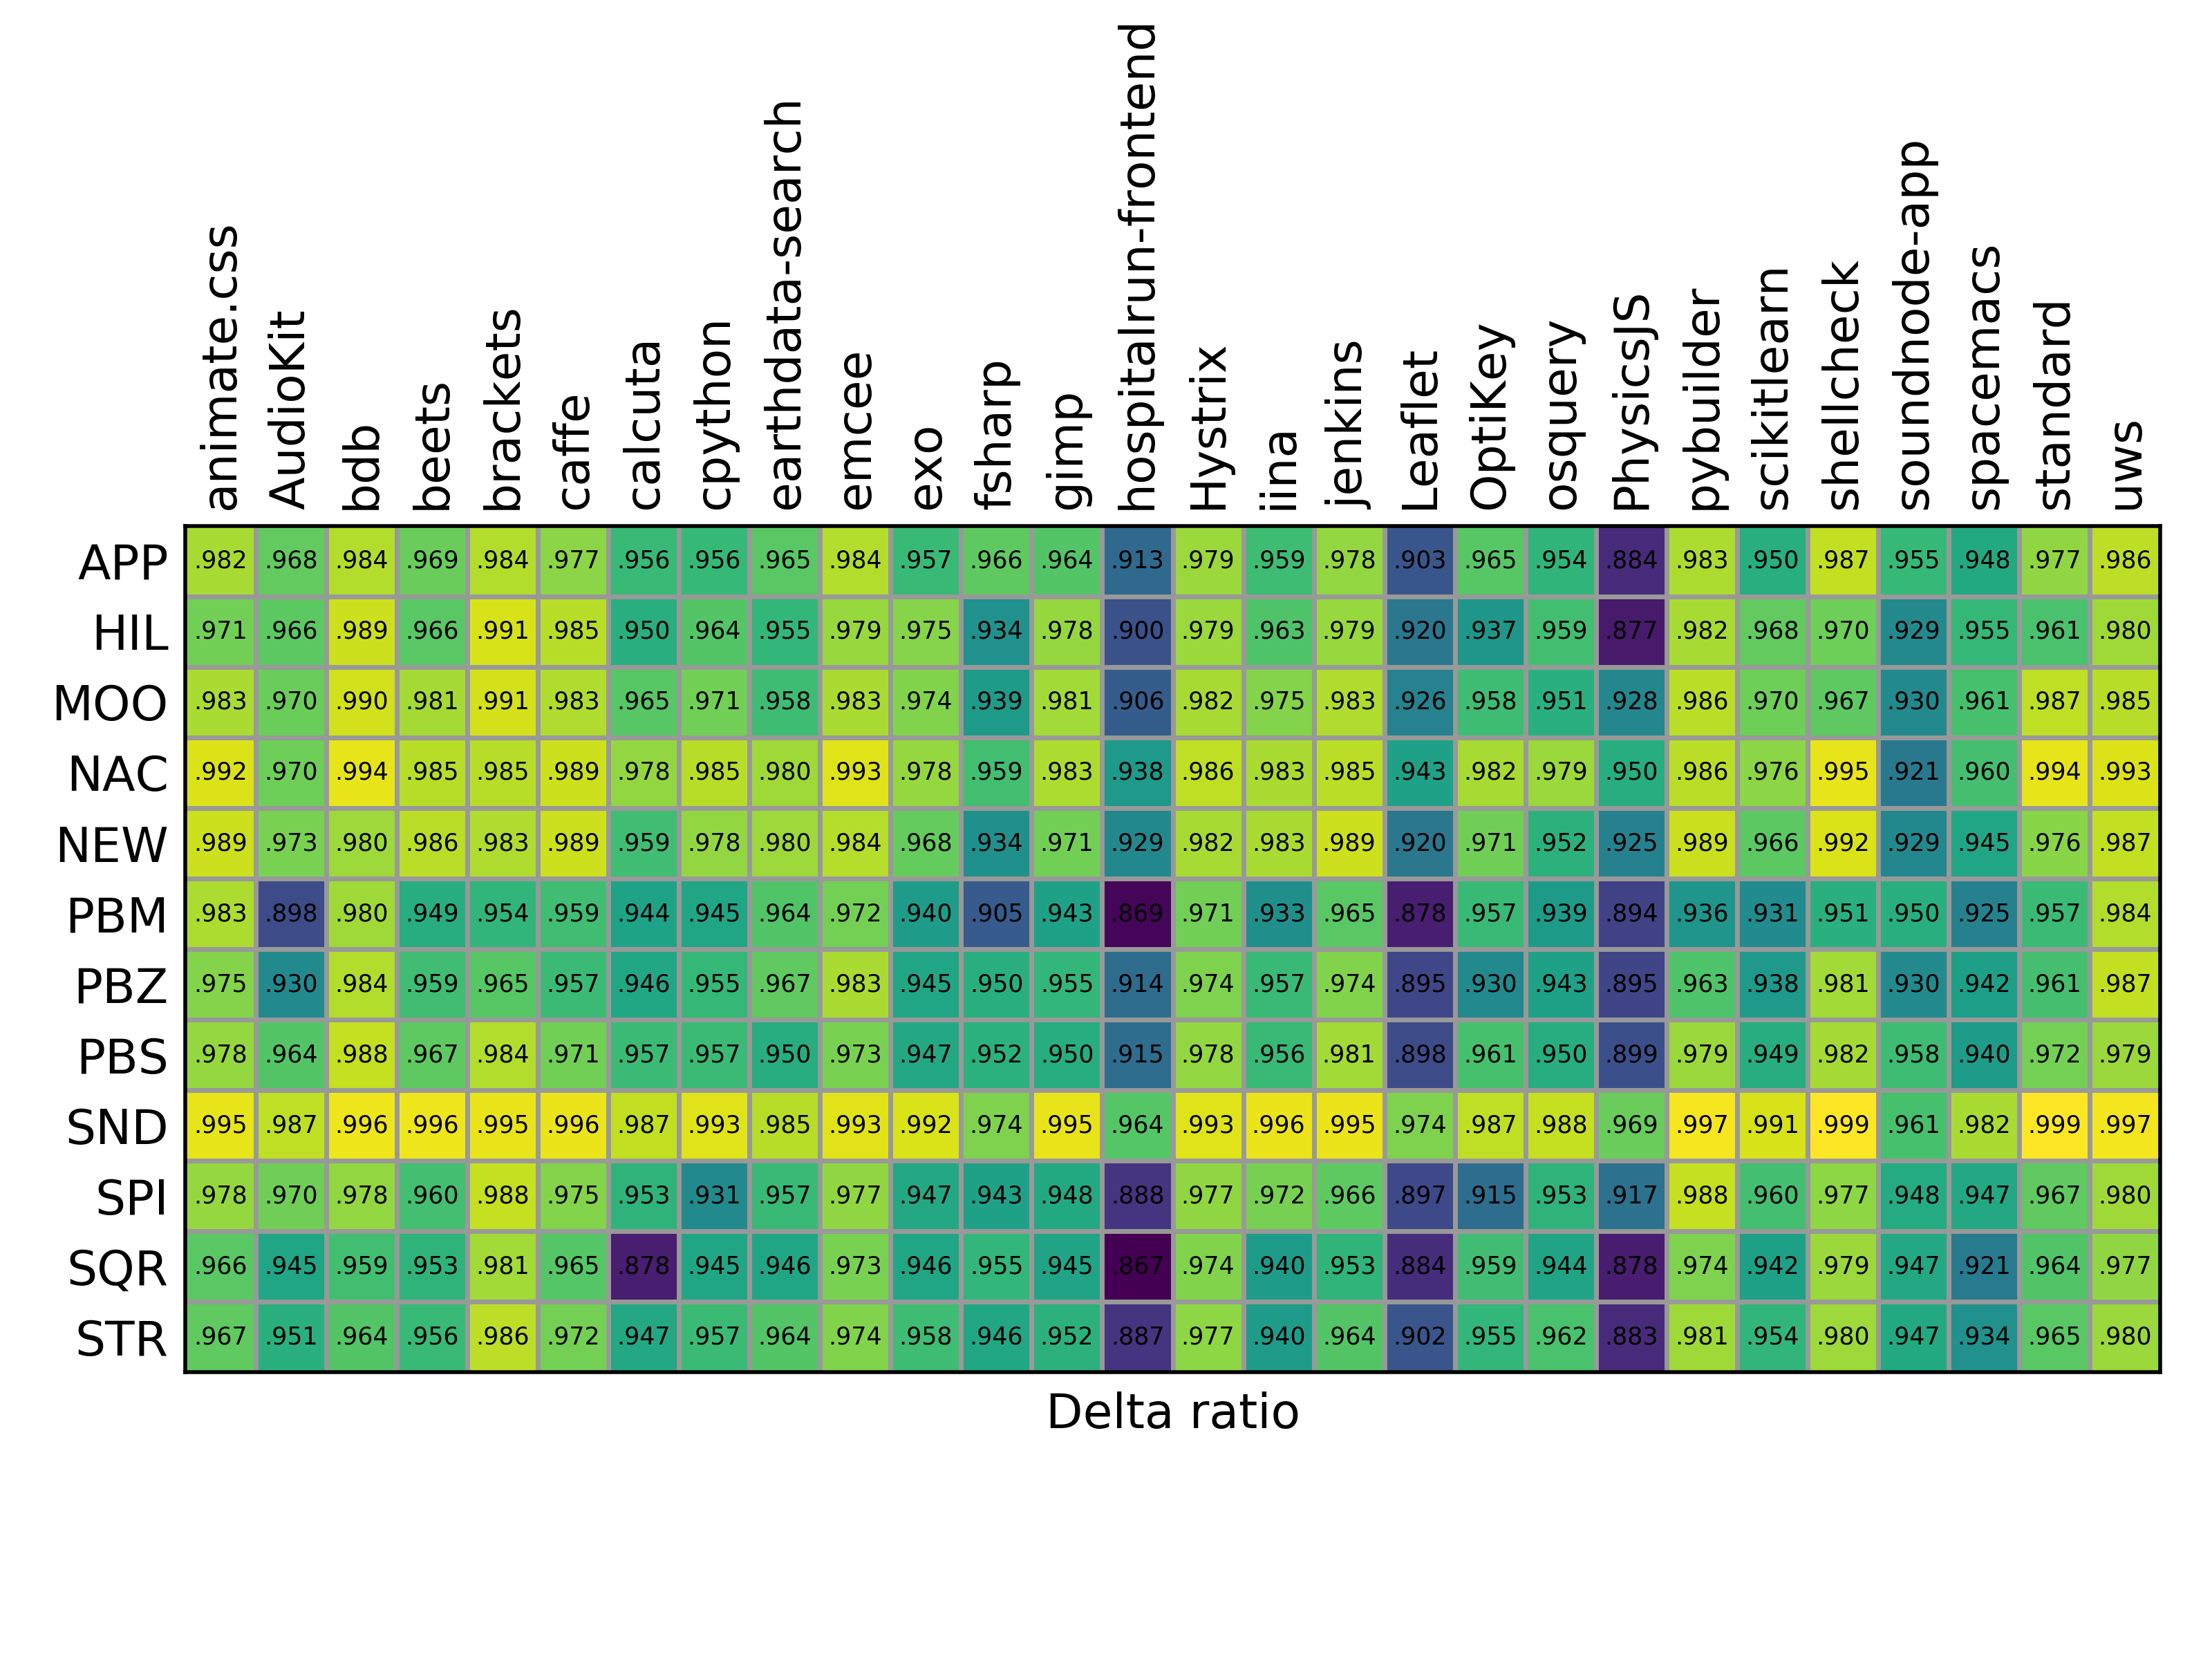 animate.css AudioKit bdb beets brackets caffe calcuta cpython earthdata-search emcee exo fsharp gimp hospitalrun-frontend Hystrix iina jenkins Leaflet OptiKey osquery PhysicsJS pybuilder scikitlearn shellcheck soundnode-app spacemacs standard uws
APP .982 .968 .984 .969 .984 .977 .956 .956 .965 .984 .957 .966 .964 .913 .979 .959 .978 .903 .965 .954 .884 .983 .950 .987 .955 .948 .977 .986
HIL .971 .966 .989 .966 .991 .985 .950 .964 .955 .979 .975 .934 .978 .900 .979 .963 .979 .920 .937 .959 .877 .982 .968 .970 .929 .955 .961 .980
MOO .983 .970 .990 .981 .991 .983 .965 .971 .958 .983 .974 .939 .981 .906 .982 .975 .983 .926 .958 .951 .928 .986 .970 .967 .930 .961 .987 .985
NAC .992 .970 .994 .985 .985 .989 .978 .985 .980 .993 .978 .959 .983 .938 .986 .983 .985 .943 .982 .979 .950 .986 .976 .995 .921 .960 .994 .993
NEW .989 .973 .980 .986 .983 .989 .959 .978 .980 .984 .968 .934 .971 .929 .982 .983 .989 .920 .971 .952 .925 .989 .966 .992 .929 .945 .976 .987
PBM .983 .898 .980 .949 .954 .959 .944 .945 .964 .972 .940 .905 .943 .869 .971 .933 .965 .878 .957 .939 .894 .936 .931 .951 .950 .925 .957 .984
PBZ .975 .930 .984 .959 .965 .957 .946 .955 .967 .983 .945 .950 .955 .914 .974 .957 .974 .895 .930 .943 .895 .963 .938 .981 .930 .942 .961 .987
PBS .978 .964 .988 .967 .984 .971 .957 .957 .950 .973 .947 .952 .950 .915 .978 .956 .981 .898 .961 .950 .899 .979 .949 .982 .958 .940 .972 .979
SND .995 .987 .996 .996 .995 .996 .987 .993 .985 .993 .992 .974 .995 .964 .993 .996 .995 .974 .987 .988 .969 .997 .991 .999 .961 .982 .999 .997
SPI .978 .970 .978 .960 .988 .975 .953 .931 .957 .977 .947 .943 .948 .888 .977 .972 .966 .897 .915 .953 .917 .988 .960 .977 .948 .947 .967 .980
SQR .966 .945 .959 .953 .981 .965 .878 .945 .946 .973 .946 .955 .945 .867 .974 .940 .953 .884 .959 .944 .878 .974 .942 .979 .947 .921 .964 .977
STR .967 .951 .964 .956 .986 .972 .947 .957 .964 .974 .958 .946 .952 .887 .977 .940 .964 .902 .955 .962 .883 .981 .954 .980 .947 .934 .965 .980
Delta ratio